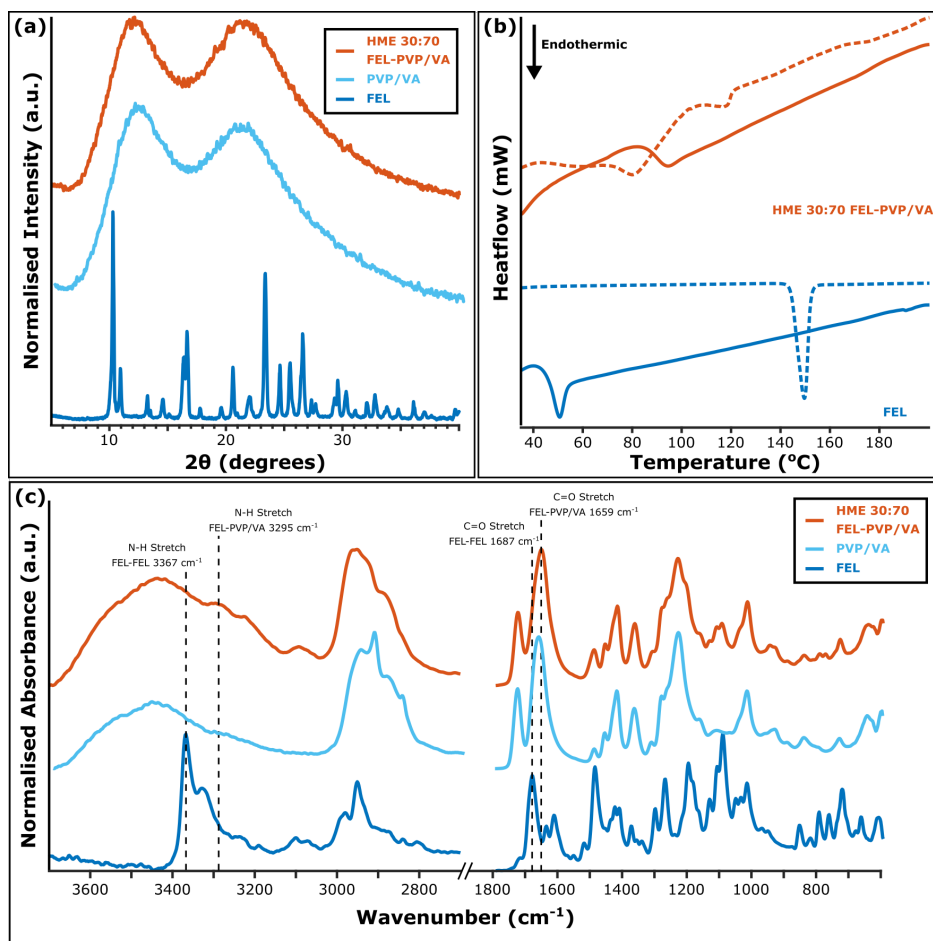 (a)
HME 30:70
FEL-PVP/VA
PVP/VA
FEL
Normalised Intensity (a.u.)
10
20
30
2θ (degrees)
(b)
Endothermic
Heatflow (mW)
HME 30:70 FEL-PVP/VA
FEL
40
60
80
100
120
140
160
180
Temperature (°C)
(c)
N-H Stretch
FEL-FEL 3367 cm⁻¹
N-H Stretch
FEL-PVP/VA 3295 cm⁻¹
C=O Stretch
FEL-FEL 1687 cm⁻¹
C=O Stretch
FEL-PVP/VA 1659 cm⁻¹
HME 30:70
FEL-PVP/VA
PVP/VA
FEL
Normalised Absorbance (a.u.)
3600
3400
3200
3000
2800
1800
1600
1400
1200
1000
800
Wavenumber (cm⁻¹)